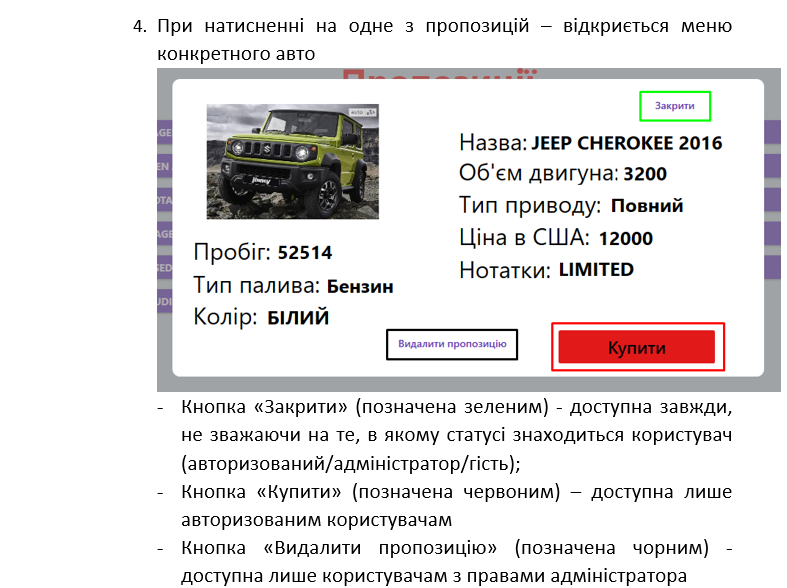 4. При натисненні на одне з пропозицій – відкриється меню
конкретного авто
Пропозиції
Закрити
Назва: JEEP CHEROKEE 2016
Об'єм двигуна: 3200
Тип приводу: Повний
Ціна в США: 12000
Нотатки: LIMITED
Пробіг: 52514
Тип палива: Бензин
Колір: БІЛИЙ
Видалити пропозицію
Купити
- Кнопка «Закрити» (позначена зеленим) - доступна завжди,
не зважаючи на те, в якому статусі знаходиться користувач
(авторизований/адміністратор/гість);
- Кнопка «Купити» (позначена червоним) – доступна лише
авторизованим користувачам
- Кнопка «Видалити пропозицію» (позначена чорним) -
доступна лише користувачам з правами адміністратора